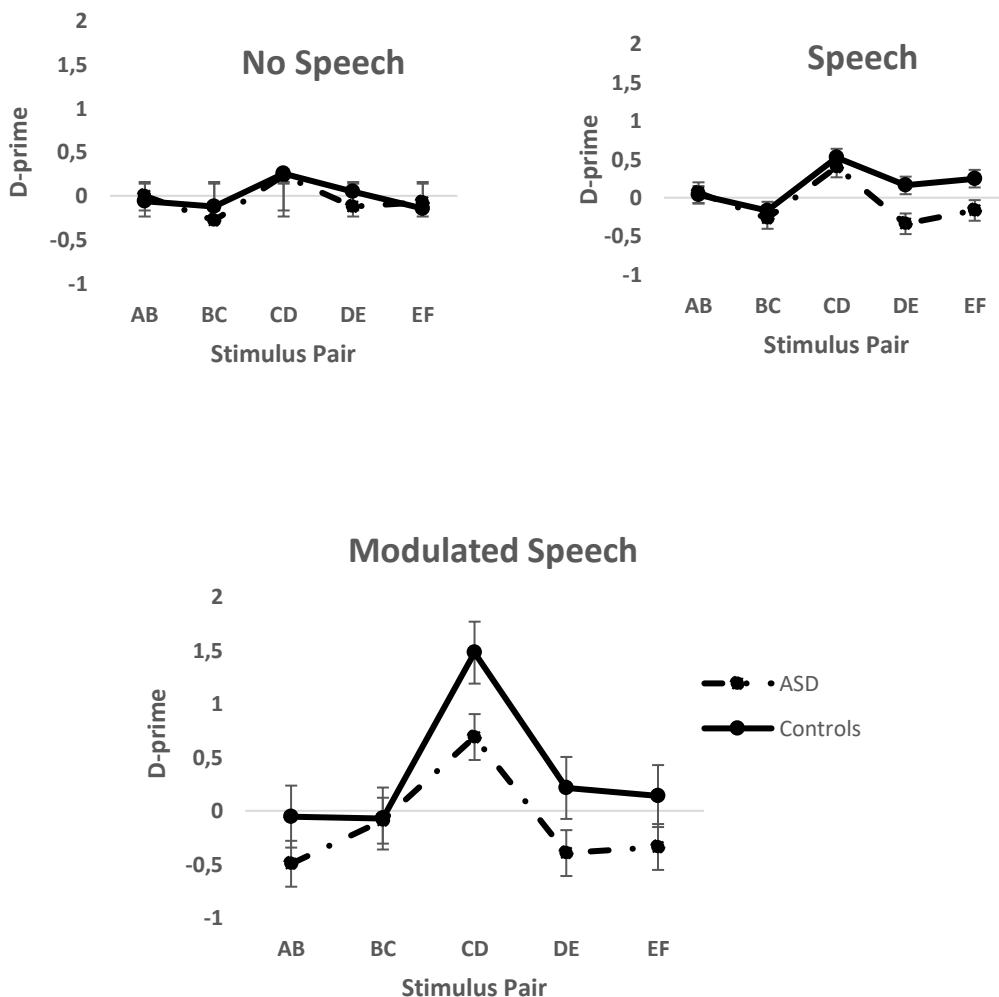 No Speech
2
1,5
1
0,5
0
-0,5
-1
D-prime
AB BC CD DE EF
Stimulus Pair
Speech
2
1,5
1
0,5
0
-0,5
-1
D-prime
AB BC CD DE EF
Stimulus Pair
Modulated Speech
2
1,5
1
0,5
0
-0,5
-1
D-prime
AB BC CD DE EF
Stimulus Pair
ASD
Controls